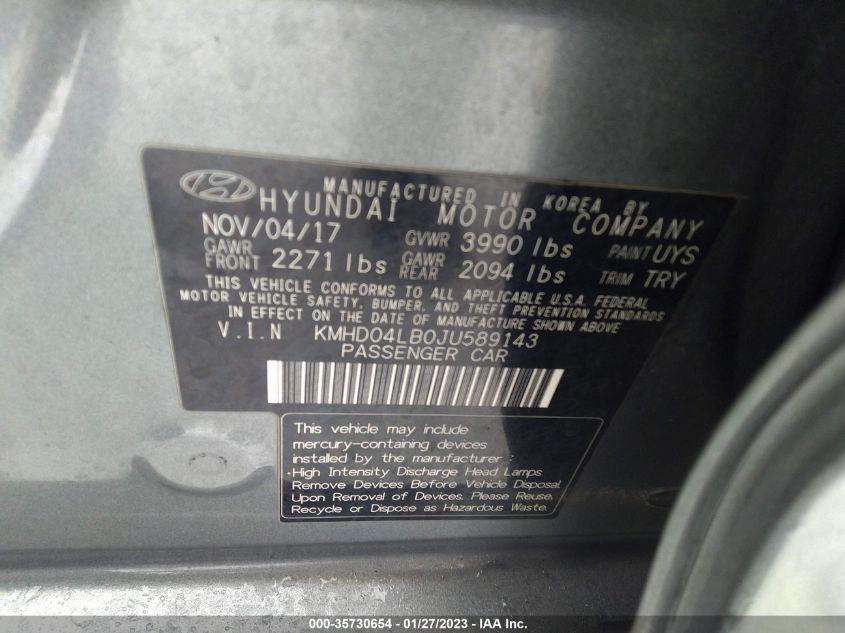 MANUFACTURED IN KOREA BY
HYUNDAI MOTOR COMPANY
NOV/04/17 GVWR 3990 lbs PAINT UYS
GAWR FRONT 2271 lbs GAWR REAR 2094 lbs TRIM TRY
THIS VEHICLE CONFORMS TO ALL APPLICABLE U.S.A. FEDERAL
MOTOR VEHICLE SAFETY, BUMPER, AND THEFT PREVENTION STANDARDS
IN EFFECT ON THE DATE OF MANUFACTURE SHOWN ABOVE
V.I.N KMHD04LB0JU589143
PASSENGER CAR
This vehicle may include
mercury-containing devices
installed by the manufacturer :
·High Intensity Discharge Head Lamps
Remove Devices Before Vehicle Disposal
Upon Removal of Devices. Please Reuse,
Recycle or Dispose as Hazardous Waste.
000-35730654 - 01/27/2023 - IAA Inc.